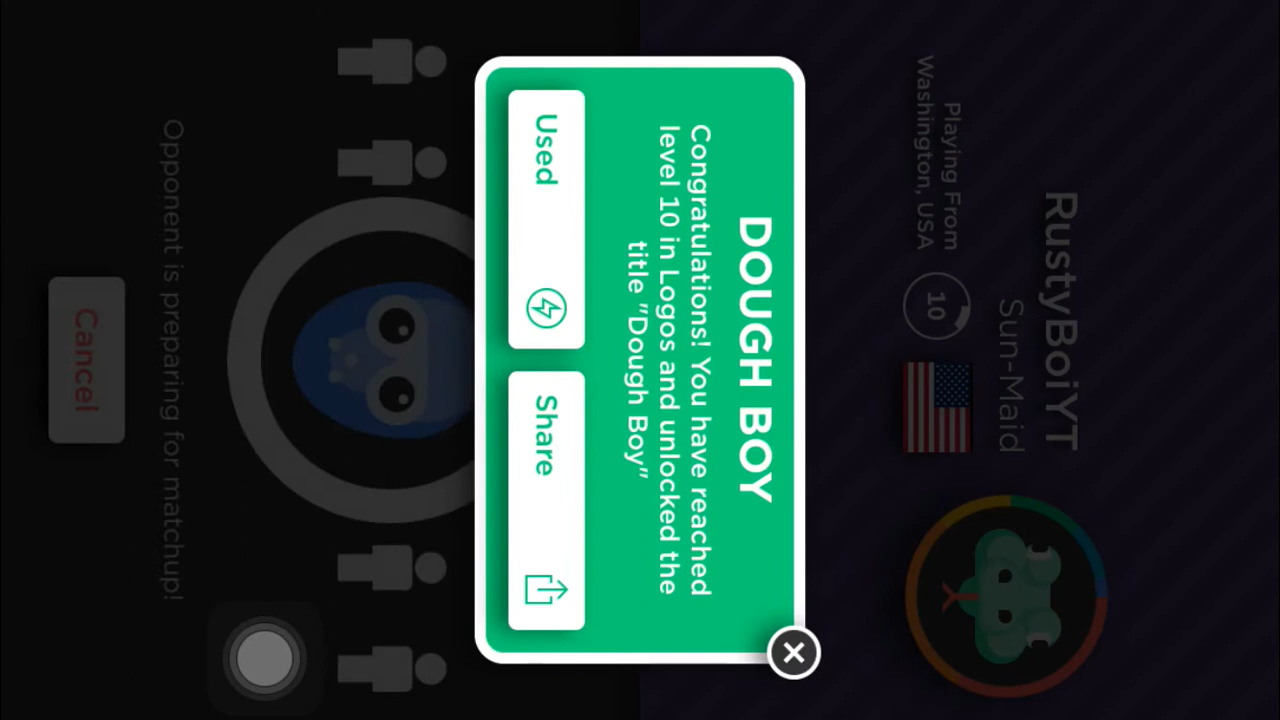 RustyBoiYT
Sun-Maid
Playing From
Washington, USA
10
DOUGH BOY
Congratulations! You have reached
level 10 in Logos and unlocked the
title "Dough Boy"
Used
Share
Opponent is preparing for matchup!
Cancel